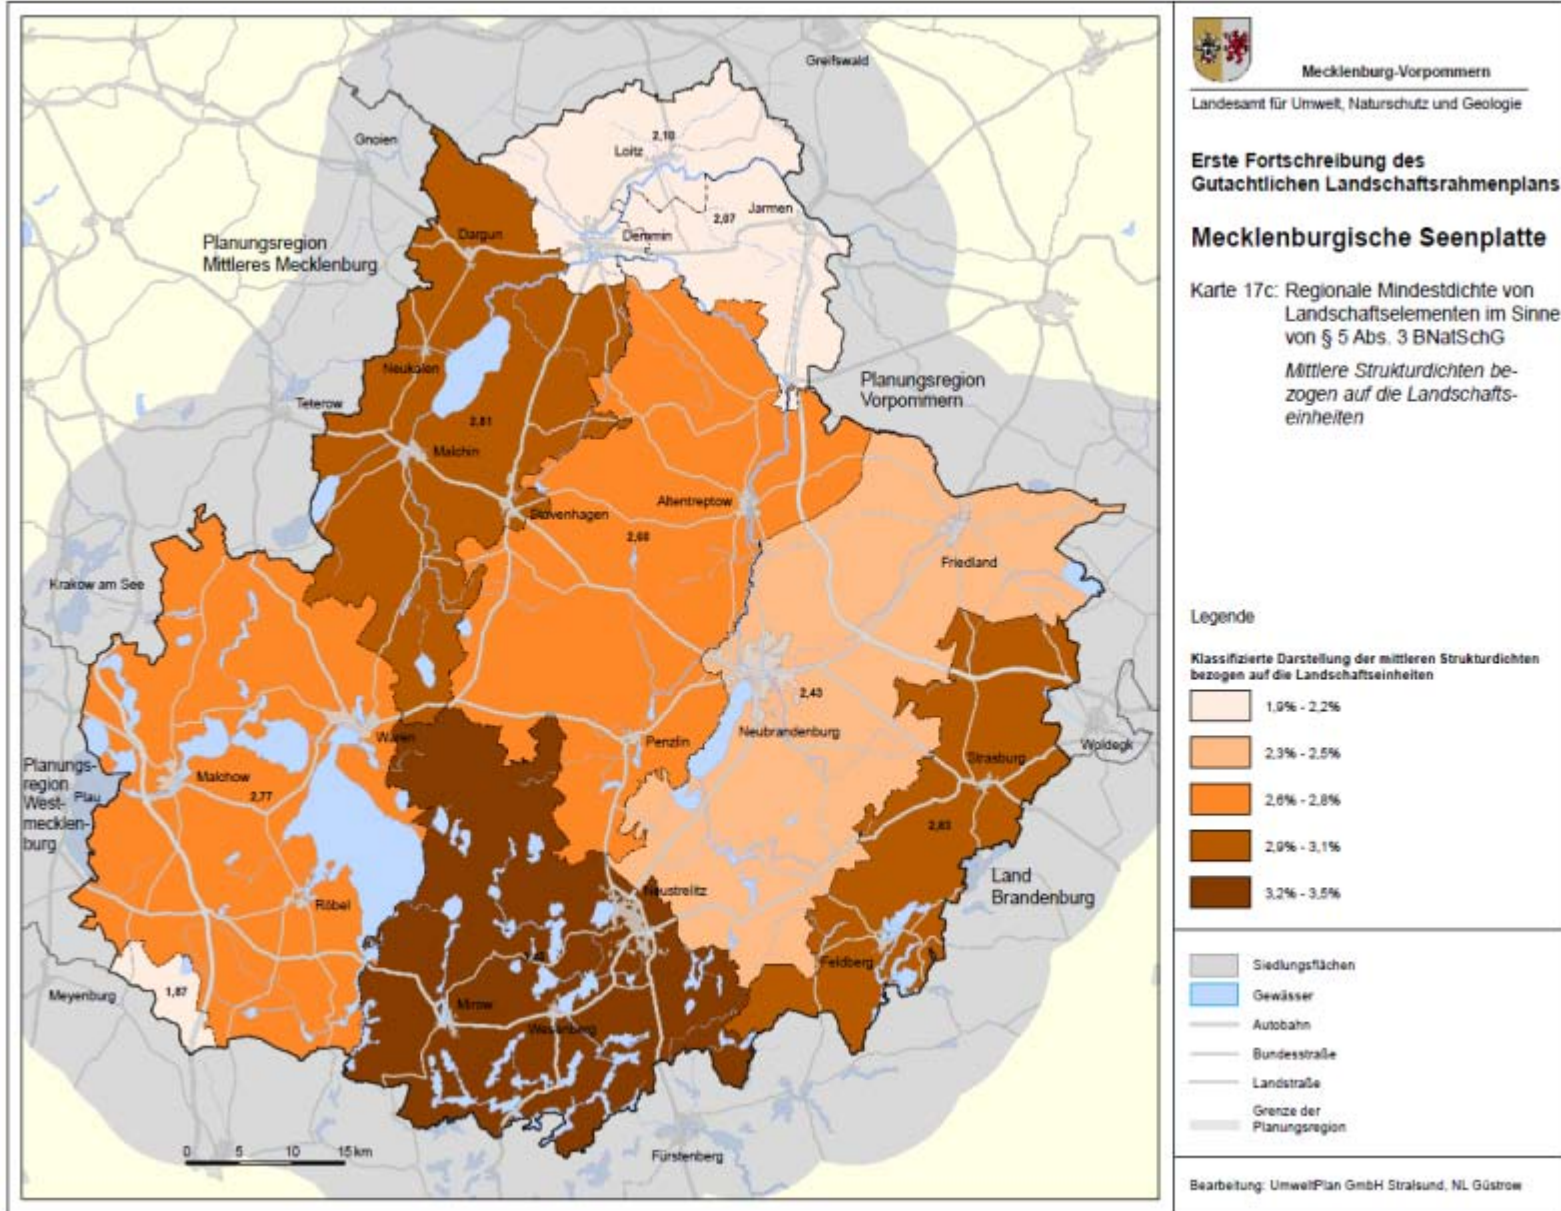 Greifswald
Gnoien
2,10
Loitz
Jarmen
2,07
Demmin
Dargun
Planungsregion
Mittleres Mecklenburg
Neukalen
Teterow
2,81
Malchin
Planungsregion
Vorpommern
Altentreptow
Stavenhagen
2,68
Friedland
Krakow am See
2,43
Neubrandenburg
Waren
Penzlin
Woldegk
Strasburg
Planungs-
region
West-
mecklen-
burg
Plau
Malchow
2,77
2,83
Land
Brandenburg
Röbel
Neustrelitz
Feldberg
Meyenburg
1,87
Mirow
Wesenberg
Fürstenberg
0 5 10 15 km
Mecklenburg-Vorpommern
Landesamt für Umwelt, Naturschutz und Geologie
Erste Fortschreibung des
Gutachtlichen Landschaftsrahmenplans
Mecklenburgische Seenplatte
Karte 17c: Regionale Mindestdichte von
Landschaftselementen im Sinne
von § 5 Abs. 3 BNatSchG
Mittlere Strukturdichten be-
zogen auf die Landschafts-
einheiten
Legende
Klassifizierte Darstellung der mittleren Strukturdichten
bezogen auf die Landschaftseinheiten
1,9% - 2,2%
2,3% - 2,5%
2,6% - 2,8%
2,9% - 3,1%
3,2% - 3,5%
Siedlungsflächen
Gewässer
Autobahn
Bundesstraße
Landstraße
Grenze der
Planungsregion
Bearbeitung: UmweltPlan GmbH Stralsund, NL Güstrow